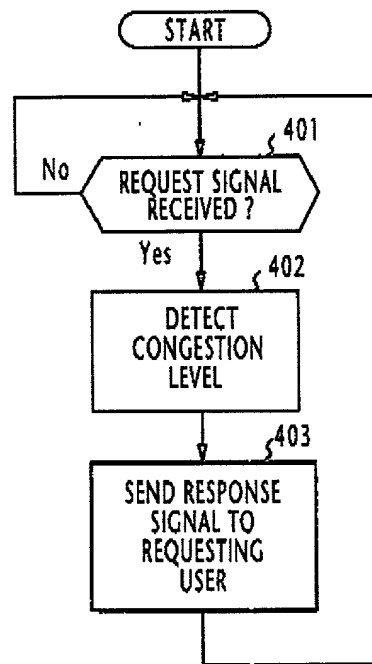 START
401
No
REQUEST SIGNAL
RECEIVED ?
Yes
402
DETECT
CONGESTION
LEVEL
403
SEND RESPONSE
SIGNAL TO
REQUESTING
USER